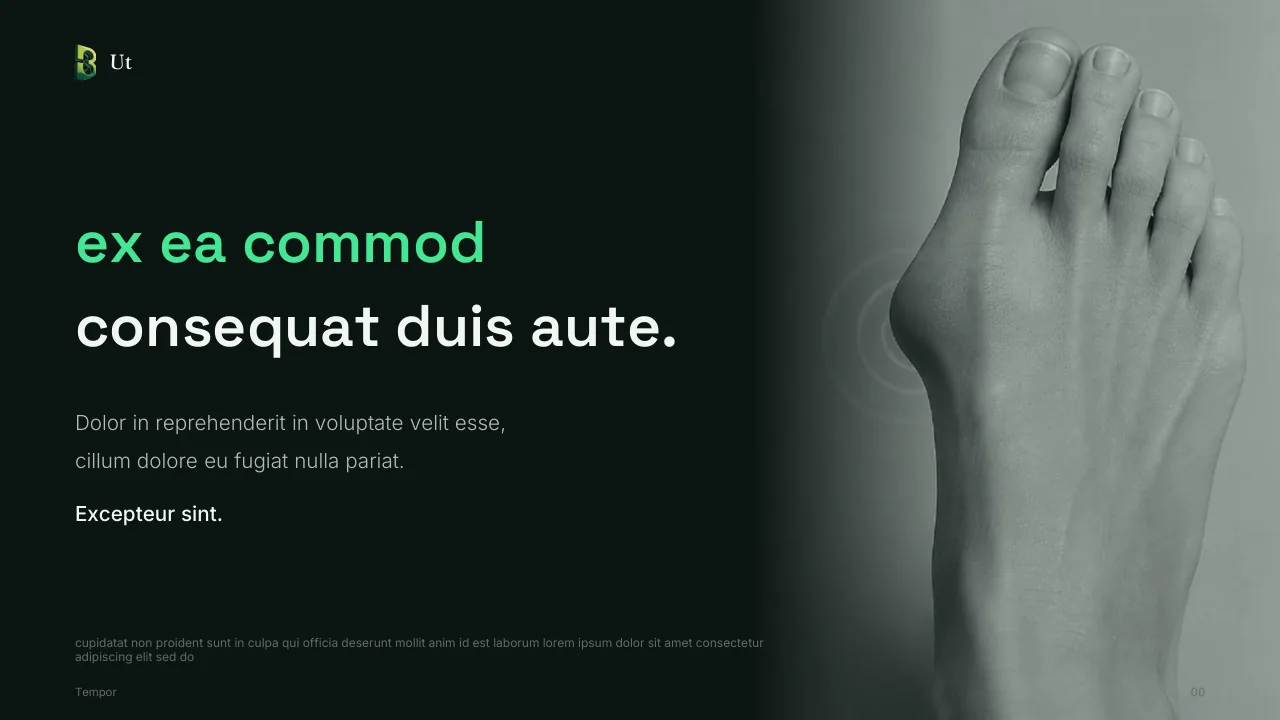 B Ut
ex ea commod
consequat duis aute.
Dolor in reprehenderit in voluptate velit esse,
cillum dolore eu fugiat nulla pariat.
Excepteur sint.
cupidatat non proident sunt in culpa qui officia deserunt mollit anim id est laborum lorem ipsum dolor sit amet consectetur
adipiscing elit sed do
Tempor
00